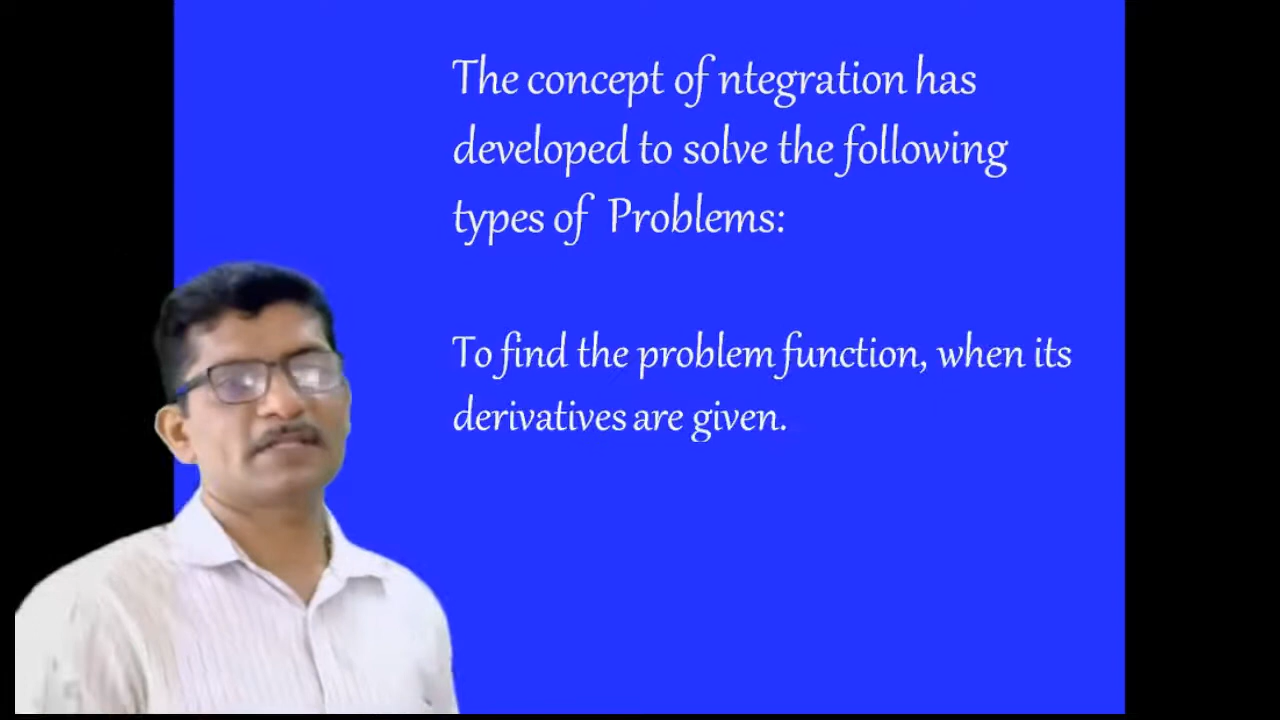 The concept of ntegration has
developed to solve the following
types of Problems:
To find the problem function, when its
derivatives are given.